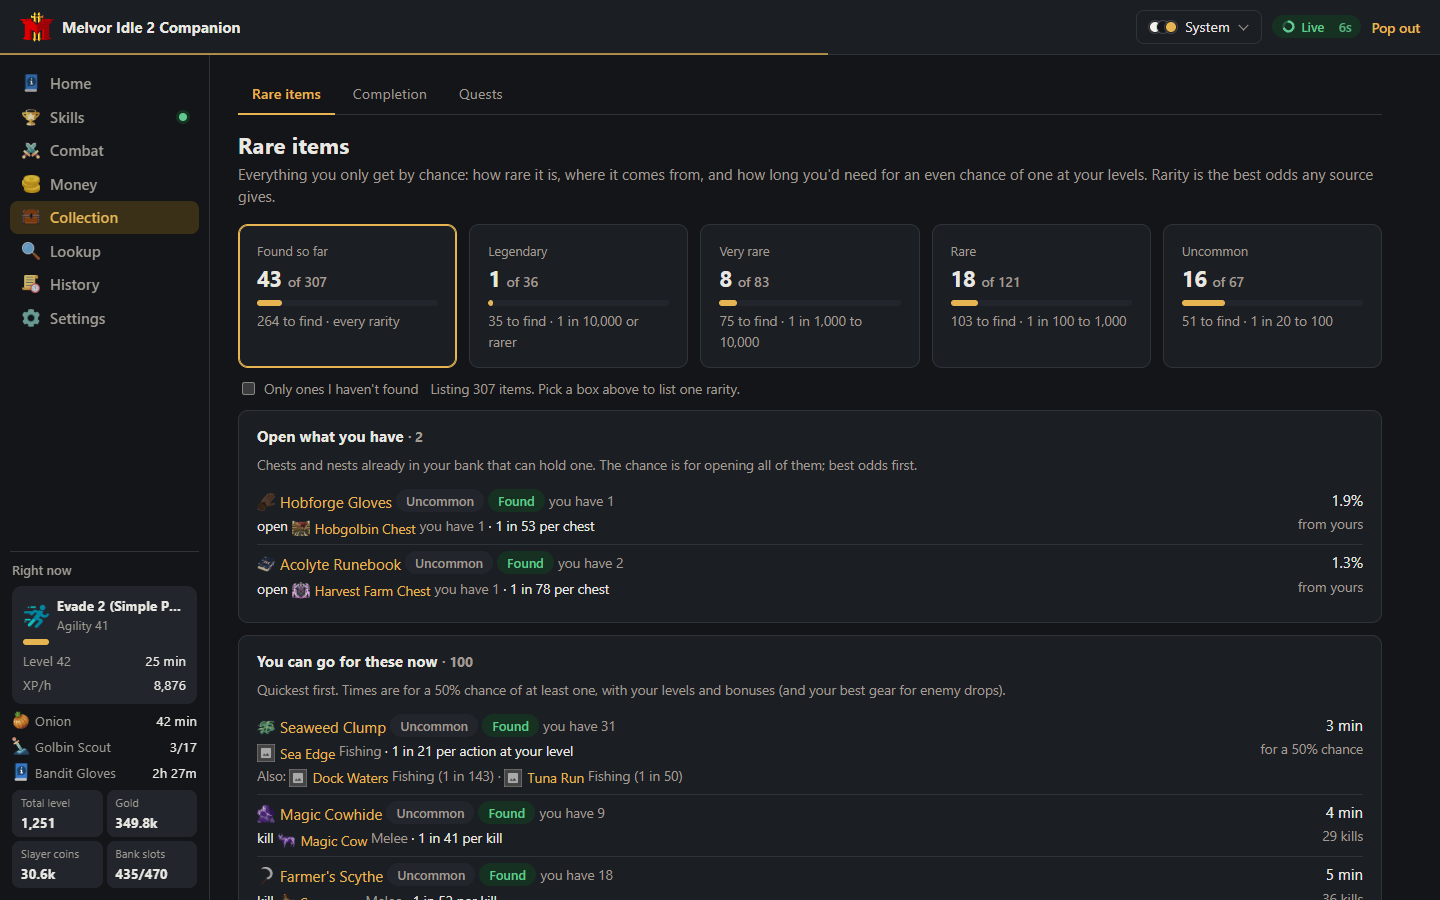 Melvor Idle 2 Companion
System
Live 6s
Pop out
Home
Skills
Combat
Money
Collection
Lookup
History
Settings
Right now
Evade 2 (Simple P...
Agility 41
Level 42 25 min
XP/h 8,876
Onion 42 min
Golbin Scout 3/17
Bandit Gloves 2h 27m
Total level
1,251
Gold
349.8k
Slayer coins
30.6k
Bank slots
435/470
Rare items Completion Quests
Rare items
Everything you only get by chance: how rare it is, where it comes from, and how long you'd need for an even chance of one at your levels. Rarity is the best odds any source
gives.
Found so far
43 of 307
264 to find · every rarity
Legendary
1 of 36
35 to find · 1 in 10,000 or
rarer
Very rare
8 of 83
75 to find · 1 in 1,000 to
10,000
Rare
18 of 121
103 to find · 1 in 100 to 1,000
Uncommon
16 of 67
51 to find · 1 in 20 to 100
Only ones I haven't found Listing 307 items. Pick a box above to list one rarity.
Open what you have · 2
Chests and nests already in your bank that can hold one. The chance is for opening all of them; best odds first.
Hobforge Gloves Uncommon Found you have 1 1.9%
open Hobgolbin Chest you have 1 · 1 in 53 per chest from yours
Acolyte Runebook Uncommon Found you have 2 1.3%
open Harvest Farm Chest you have 1 · 1 in 78 per chest from yours
You can go for these now · 100
Quickest first. Times are for a 50% chance of at least one, with your levels and bonuses (and your best gear for enemy drops).
Seaweed Clump Uncommon Found you have 31 3 min
Sea Edge Fishing · 1 in 21 per action at your level for a 50% chance
Also: Dock Waters Fishing (1 in 143) · Tuna Run Fishing (1 in 50)
Magic Cowhide Uncommon Found you have 9 4 min
kill Magic Cow Melee · 1 in 41 per kill 29 kills
Farmer's Scythe Uncommon Found you have 18 5 min
kill Melee · 1 in 52 per kill 36 kills